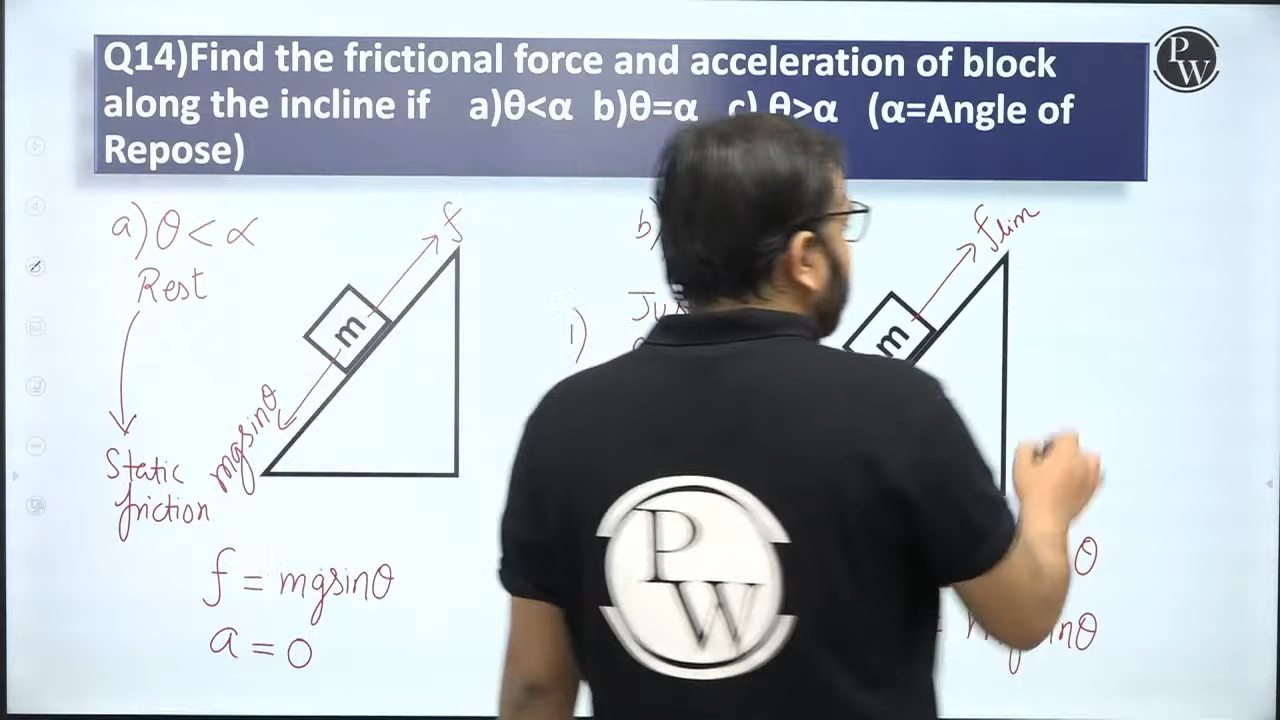 Q14)Find the frictional force and acceleration of block
along the incline if a)θ<α b)θ=α c) θ>α (α=Angle of
Repose)
PW
a) θ < α
Rest
Static
friction
f
m
mgsinθ
f = mgsinθ
a = 0
b)
1)
flim
m
θ
sinθ
PW